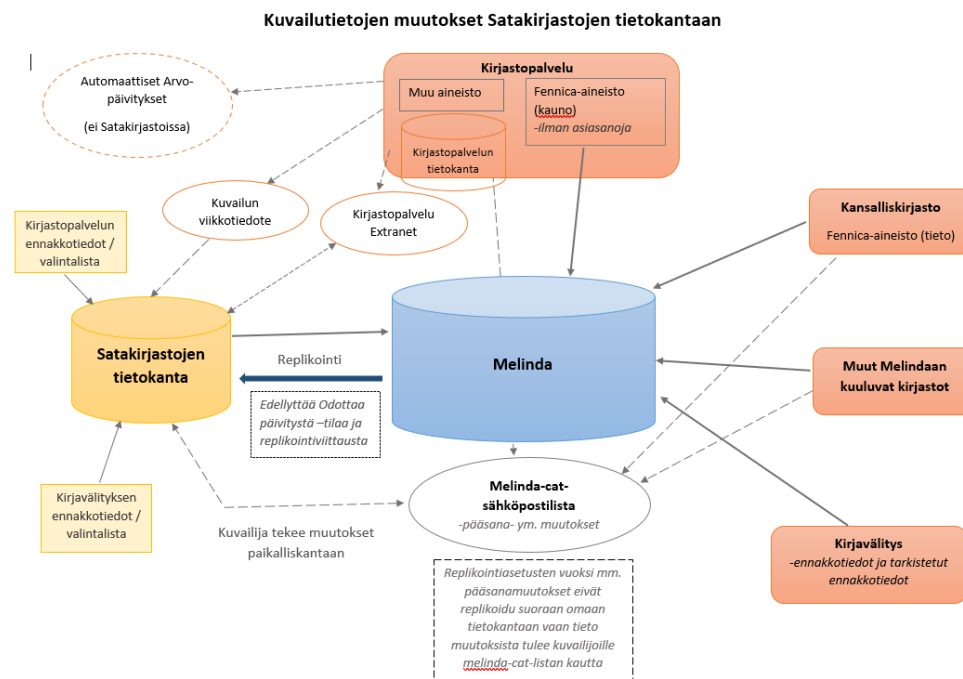 Kuvailutietojen muutokset Satakirjastojen tietokantaan
Automaattiset Arvo-
päivitykset
(ei Satakirjastoissa)
Kirjastopalvelu
Muu aineisto
Fennica-aineisto
(kauno)
-ilman asiasanoja
Kirjastopalvelun
tietokanta
Kuvailun
viikkotiedote
Kirjastopalvelu
Extranet
Kansalliskirjasto
Fennica-aineisto (tieto)
Kirjastopalvelun
ennakkotiedot /
valintalista
Satakirjastojen
tietokanta
Replikointi
Edellyttää Odottaa
päivitystä –tilaa ja
replikointiviittausta
Melinda
Muut Melindaan
kuuluvat kirjastot
Kirjavälityksen
ennakkotiedot /
valintalista
Kuvailija tekee muutokset
paikalliskantaan
Melinda-cat-
sähköpostilista
-pääsana- ym. muutokset
Kirjavälitys
-ennakkotiedot ja tarkistetut
ennakkotiedot
Replikointiasetusten vuoksi mm.
pääsanamuutokset eivät
replikoidu suoraan omaan
tietokantaan vaan tieto
muutoksista tulee kuvailijoille
melinda-cat-listan kautta